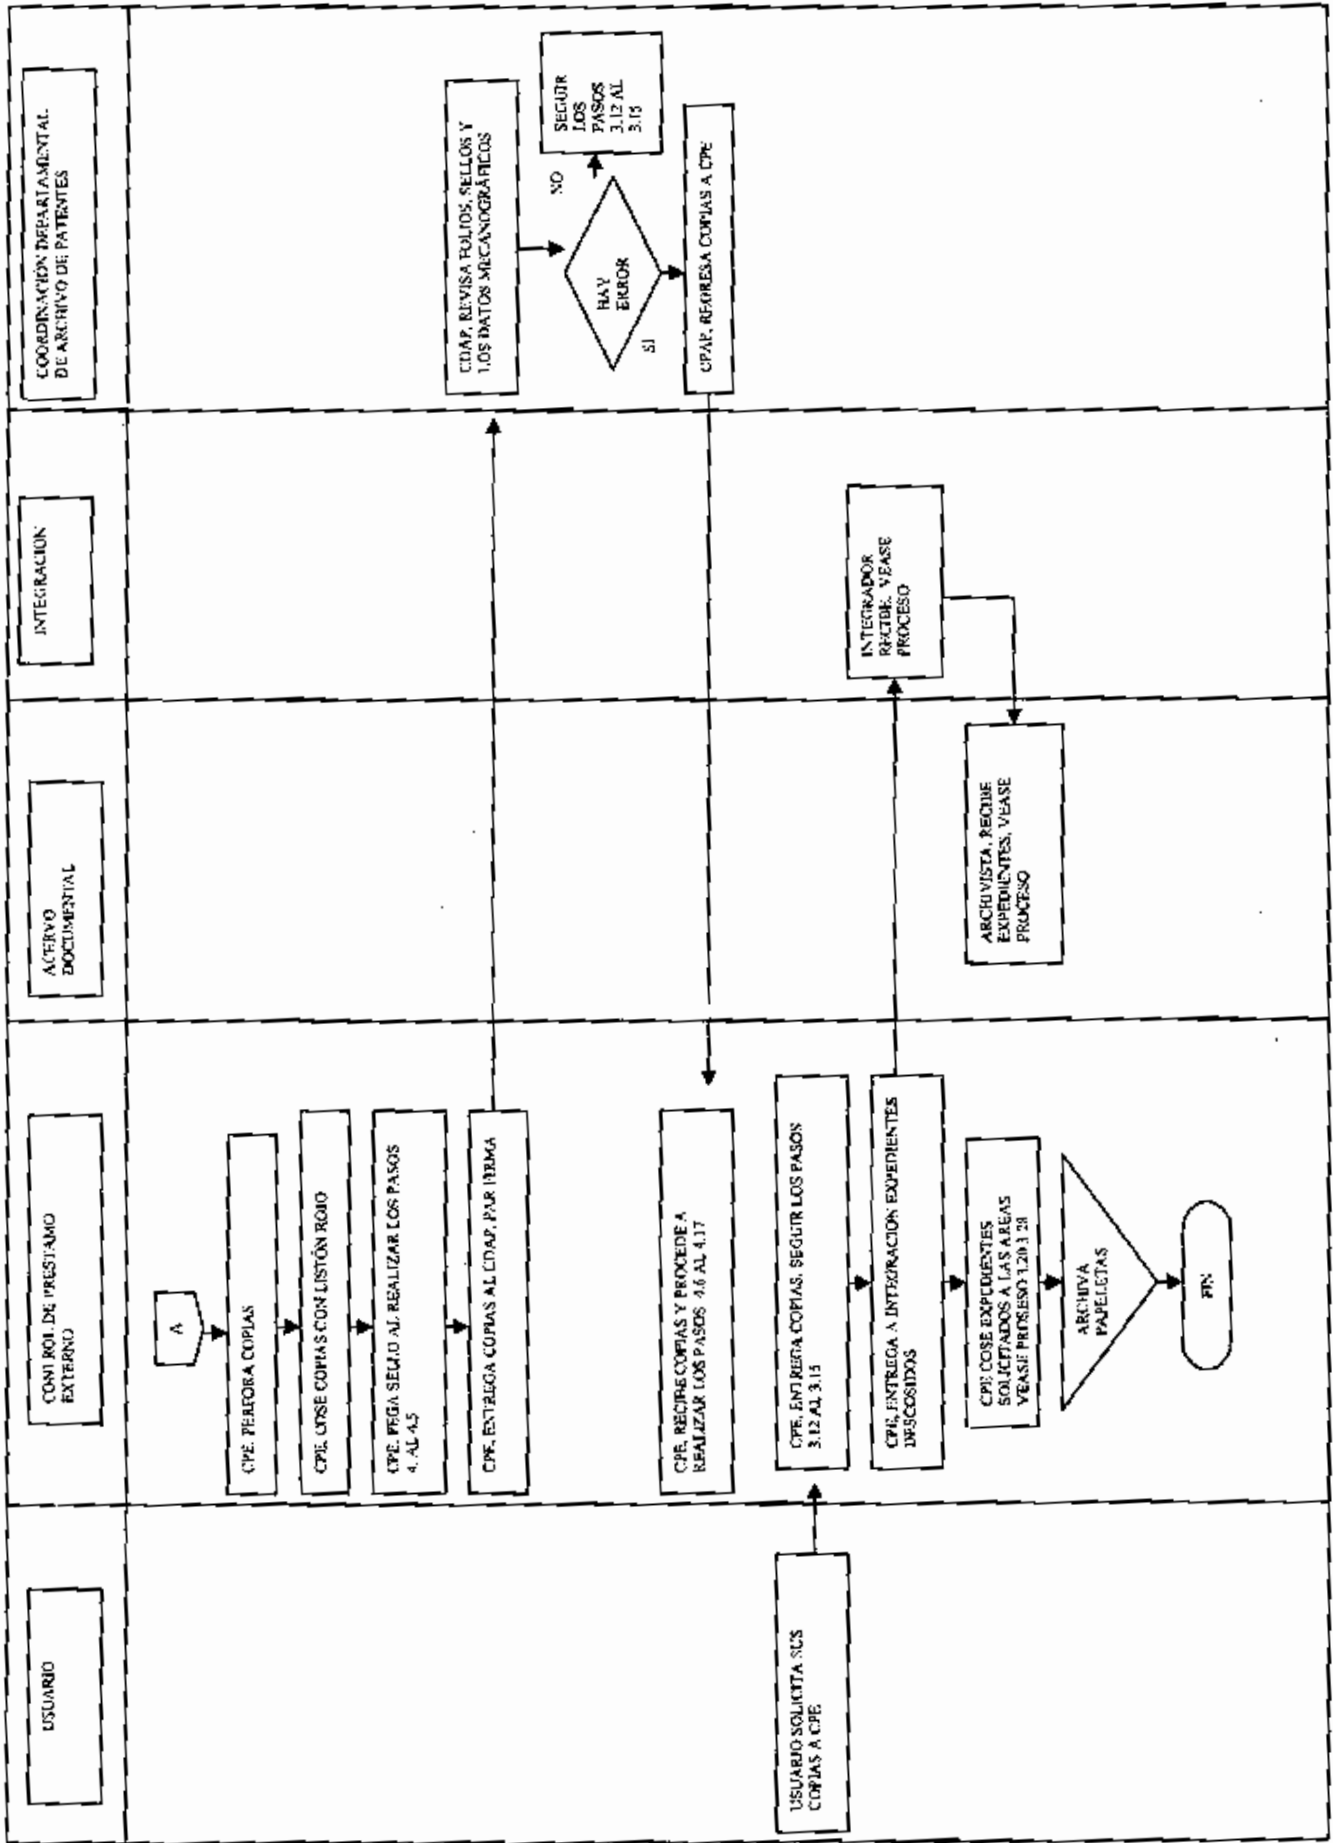 USUARIO
CONTROL DE PRESTAMO
EXTERNO
ACERVO
DOCUMENTAL
INTEGRACION
COORDINACIÓN DEPARTAMENTAL
DE ARCHIVO DE PATENTES
A
CPE. PERFORA COPIAS
CPE, COSE COPIAS CON LISTÓN ROJO
CPE. PEGA SELLO AL REALIZAR LOS PASOS
4. AL 4.5
CPE, ENTREGA COPIAS AL CDAP, PAR FIRMA
CDAP, REVISA FOLIOS, SELLOS Y
LOS DATOS MECANOGRÁFICOS
HAY
ERROR
NO
SEGUIR
LOS
PASOS
3.12 AL
3.15
SI
CPAP, REGRESA COPIAS A CPE
CPE, RECIBE COPIAS Y PROCEDE A
REALIZAR LOS PASOS 4.6 AL 4.17
USUARIO SOLICITA SUS
COPIAS A CPE
CPE, ENTREGA COPIAS, SEGUIR LOS PASOS
3.12 AL 3.15
CPE, ENTREGA A INTEGRACION EXPEDIENTES
DESCOSIDOS
INTEGRADOR
RECIBE. VEASE
PROCESO
ARCHIVISTA, RECIBE
EXPEDIENTES, VEASE
PROCESO
CPE COSE EXPEDIENTES
SOLICITADOS A LAS AREAS
VEASE PROSESO 3.20 3.28
ARCHIVA
PAPELETAS
FIN